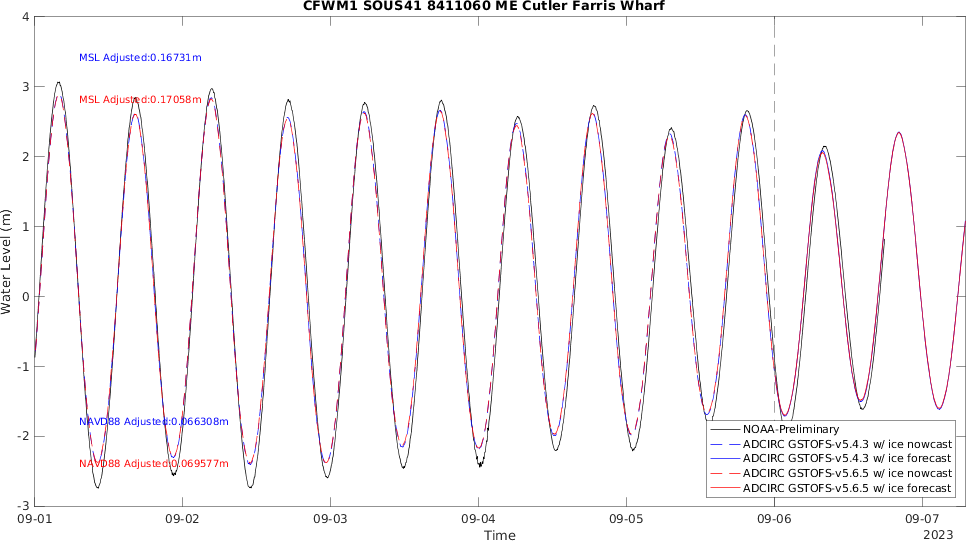 CFWM1 SOUS41 8411060 ME Cutler Farris Wharf
4
3
2
1
0
-1
-2
-3
Water Level (m)
MSL Adjusted:0.16731m
MSL Adjusted:0.17058m
NAVD88 Adjusted:0.066308m
NAVD88 Adjusted:0.069577m
NOAA-Preliminary
ADCIRC GSTOFS-v5.4.3 w/ ice nowcast
ADCIRC GSTOFS-v5.4.3 w/ ice forecast
ADCIRC GSTOFS-v5.6.5 w/ ice nowcast
ADCIRC GSTOFS-v5.6.5 w/ ice forecast
09-01 09-02 09-03 09-04 09-05 09-06 09-07
Time
2023